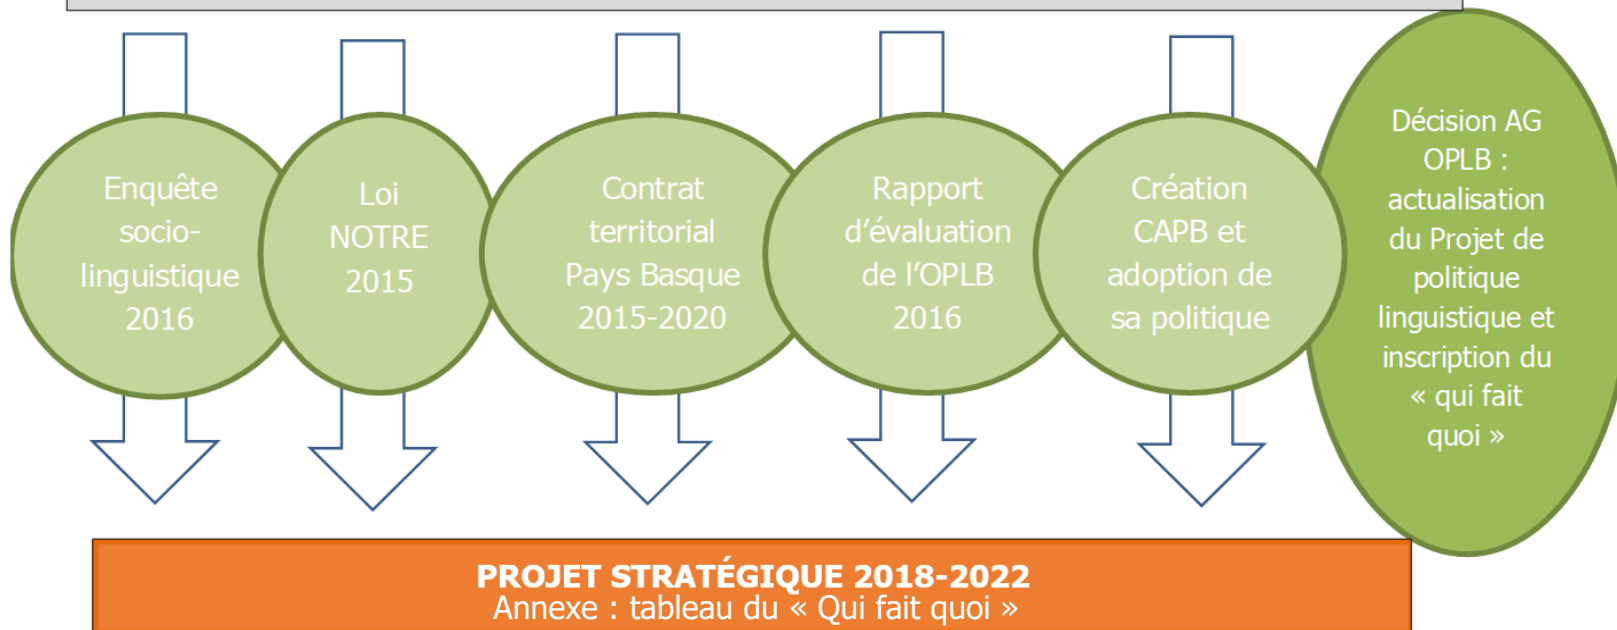 Enquête
socio-
linguistique
2016
Loi
NOTRE
2015
Contrat
territorial
Pays Basque
2015-2020
Rapport
d'évaluation
de l'OPLB
2016
Création
CAPB et
adoption de
sa politique
Décision AG
OPLB :
actualisation
du Projet de
politique
linguistique et
inscription du
« qui fait
quoi »
PROJET STRATÉGIQUE 2018-2022
Annexe : tableau du « Qui fait quoi »